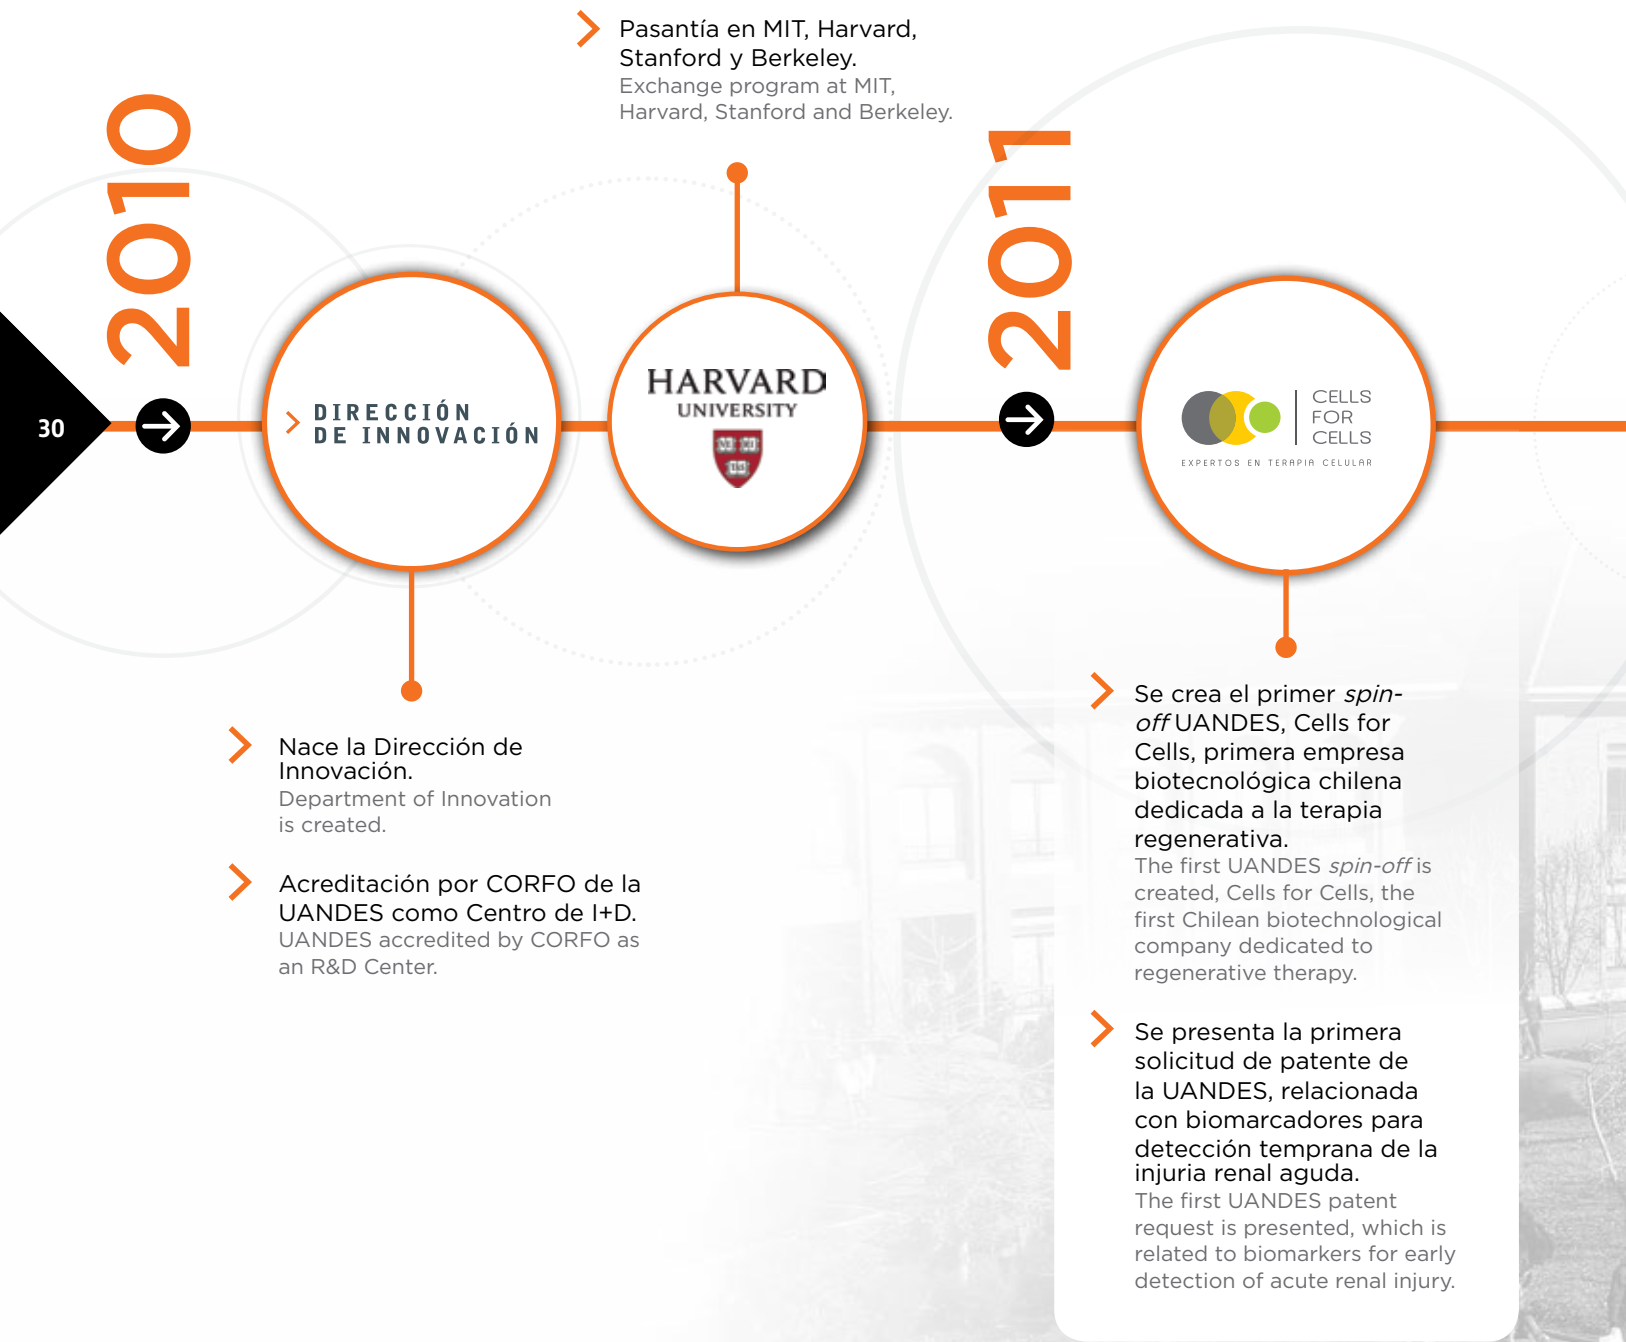 Pasantía en MIT, Harvard,
Stanford y Berkeley.
Exchange program at MIT,
Harvard, Stanford and Berkeley.
2010
2011
30
DIRECCIÓN
DE INNOVACIÓN
HARVARD
UNIVERSITY
CELLS
FOR
CELLS
EXPERTOS EN TERAPIA CELULAR
Nace la Dirección de
Innovación.
Department of Innovation
is created.
Acreditación por CORFO de la
UANDES como Centro de I+D.
UANDES accredited by CORFO as
an R&D Center.
Se crea el primer spin-
off UANDES, Cells for
Cells, primera empresa
biotecnológica chilena
dedicada a la terapia
regenerativa.
The first UANDES spin-off is
created, Cells for Cells, the
first Chilean biotechnological
company dedicated to
regenerative therapy.
Se presenta la primera
solicitud de patente de
la UANDES, relacionada
con biomarcadores para
detección temprana de la
injuria renal aguda.
The first UANDES patent
request is presented, which is
related to biomarkers for early
detection of acute renal injury.